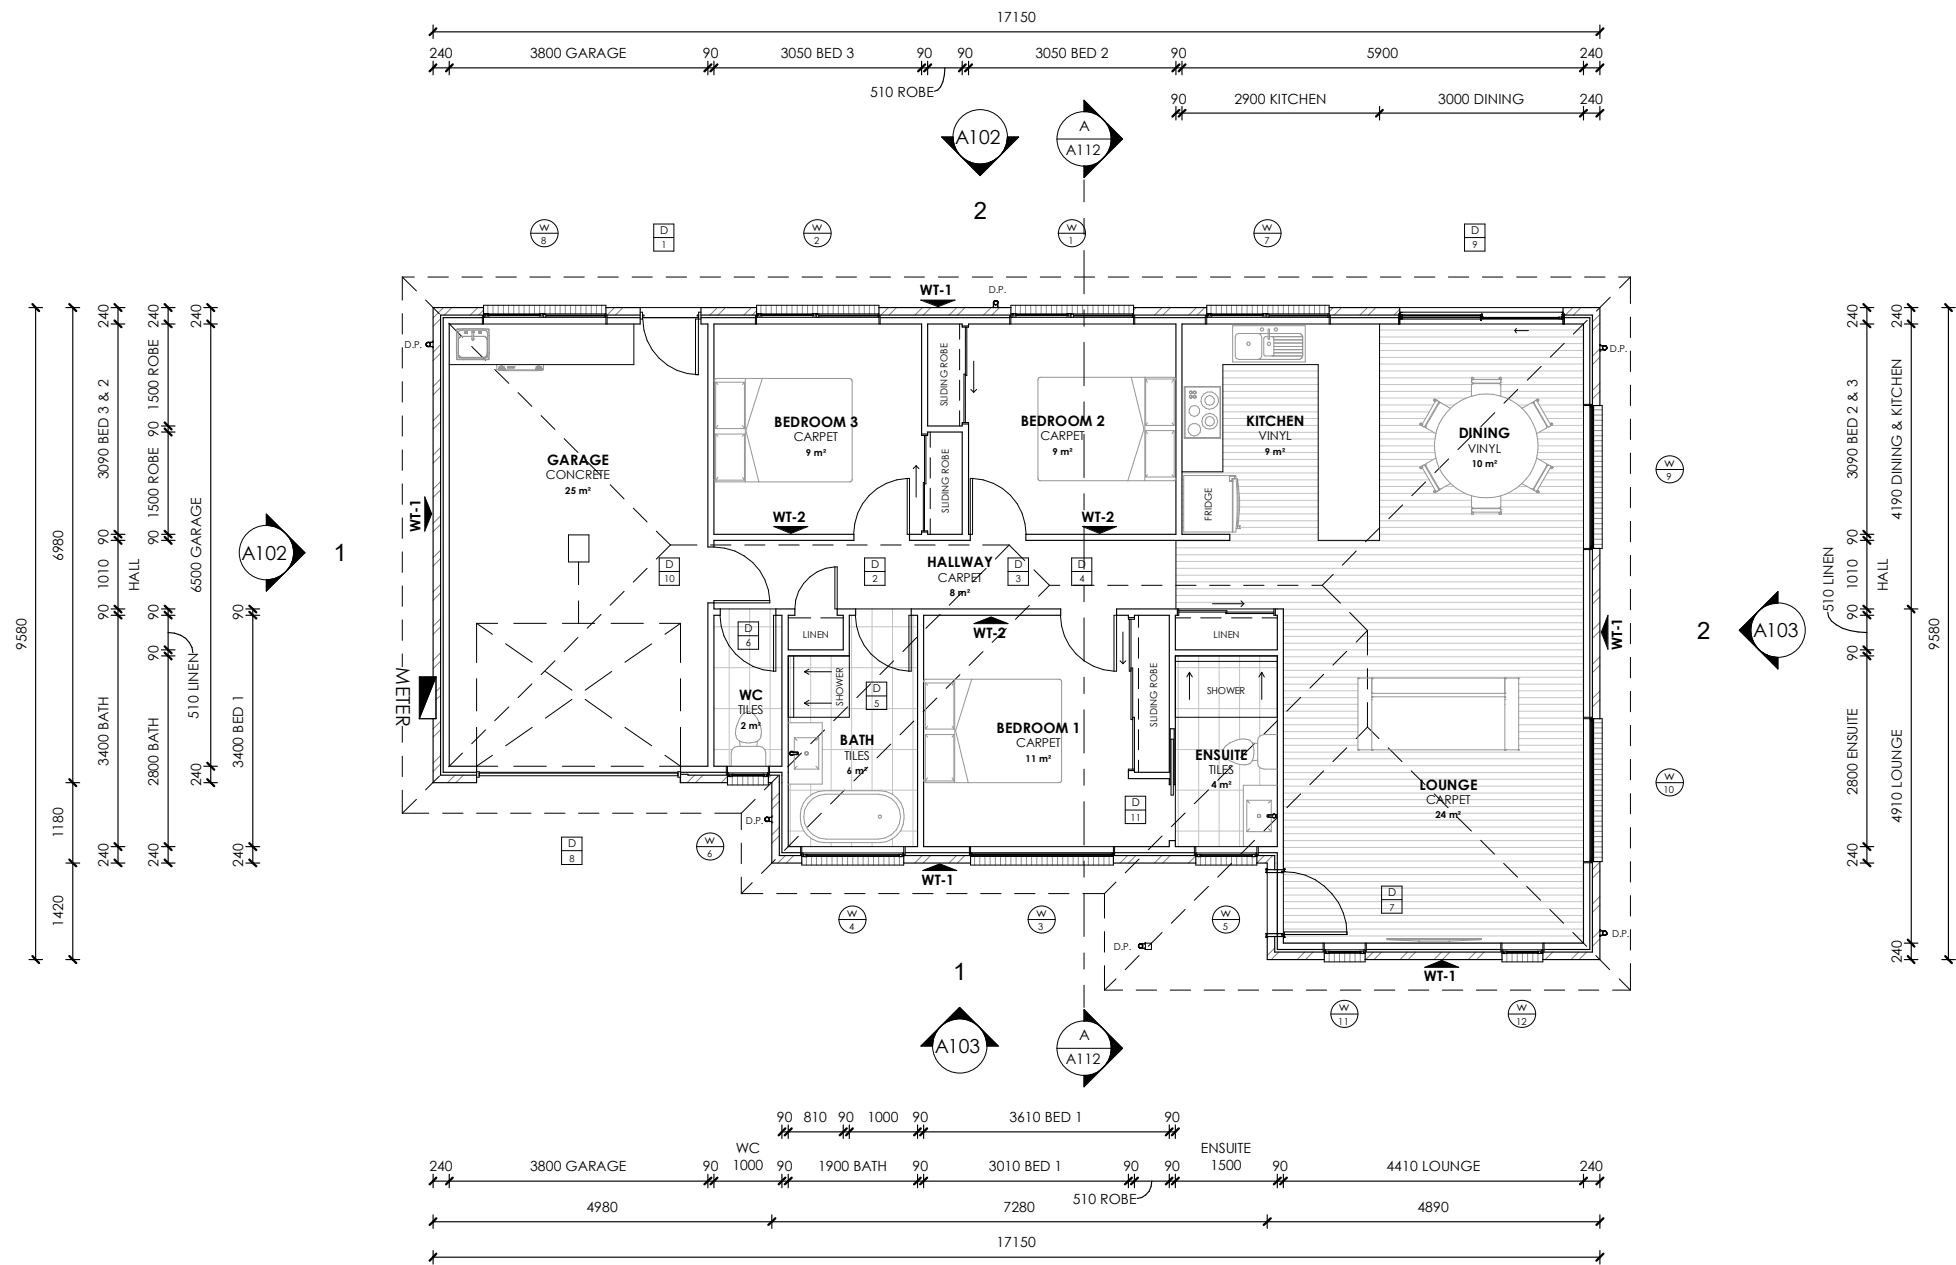 17150
240 3800 GARAGE 90 3050 BED 3 90 90 3050 BED 2 90 5900 240
510 ROBE
90 2900 KITCHEN 3000 DINING 240
A102
A
A112
2
W
8
D
1
W
2
W
1
W
7
D
9
WT-1
D.P.
D.P.
D.P.
SLIDING ROBE
BEDROOM 3
CARPET
9 m²
BEDROOM 2
CARPET
9 m²
KITCHEN
VINYL
9 m²
DINING
VINYL
10 m²
GARAGE
CONCRETE
25 m²
SLIDING ROBE
FRIDGE
WT-1
WT-2
WT-2
W
9
A102
1
D
10
D
2
HALLWAY
CARPET
8 m²
D
3
D
4
D
6
LINEN
WT-2
LINEN
WT-1
2
A103
METER
WC
TILES
2 m²
SHOWER
D
5
BATH
TILES
6 m²
BEDROOM 1
CARPET
11 m²
SLIDING ROBE
SHOWER
ENSUITE
TILES
4 m²
LOUNGE
CARPET
24 m²
W
10
D
11
D.P.
D
8
W
6
WT-1
D
7
W
4
W
3
W
5
D.P.
D.P.
WT-1
1
W
11
W
12
A103
A
A112
9580
6980
1180
1420
240
3090 BED 3 & 2
90
1010
HALL
90
3400 BATH
240
240
1500 ROBE
90
1500 ROBE
90
90
510 LINEN
90
2800 BATH
240
240
6500 GARAGE
240
90
3400 BED 1
240
240
3090 BED 2 & 3
90
1010
HALL
90
510 LINEN
90
2800 ENSUITE
240
240
4190 DINING & KITCHEN
4910 LOUNGE
240
9580
90 810 90 1000 90 3610 BED 1 90
WC
ENSUITE
240 3800 GARAGE 90 1000 90 1900 BATH 90 3010 BED 1 90 90 1500 90 4410 LOUNGE 240
510 ROBE
4980 7280 4890
17150